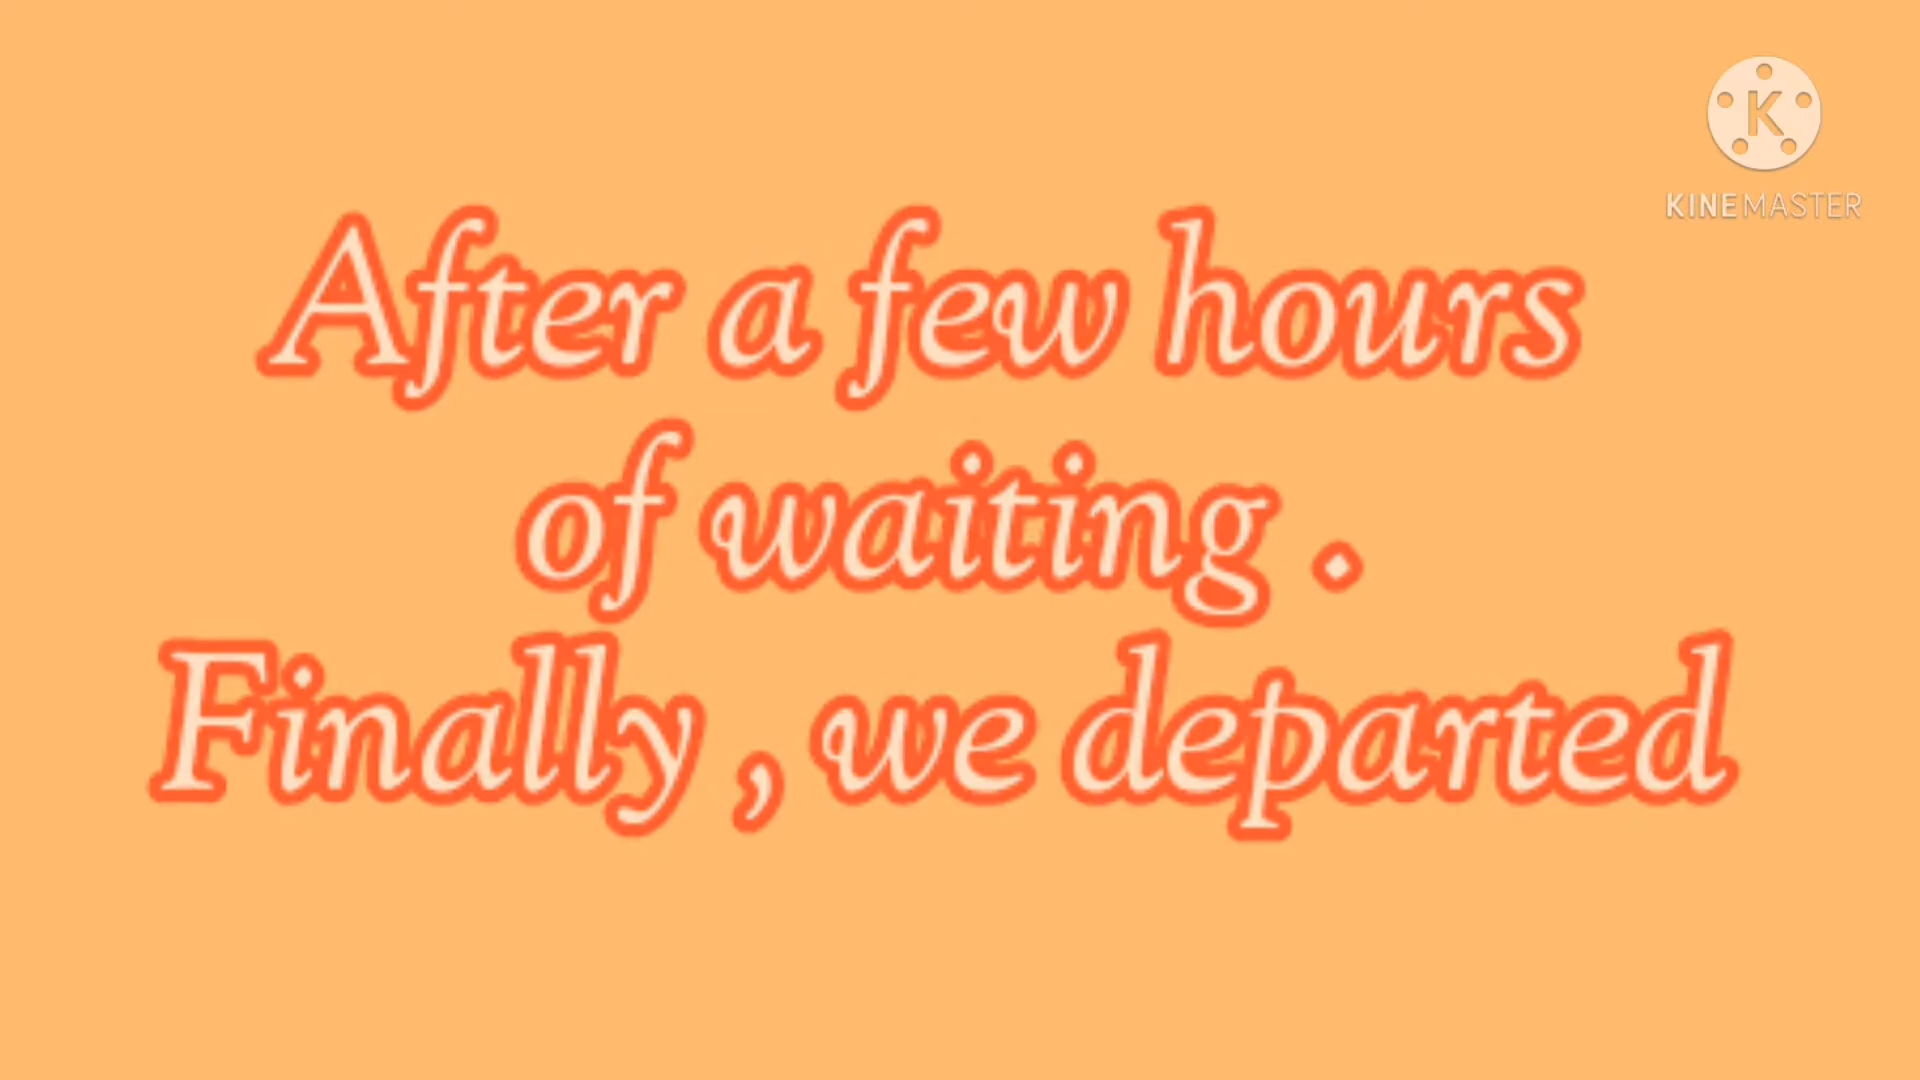 K
KINEMASTER
After a few hours
of waiting .
Finally , we departed